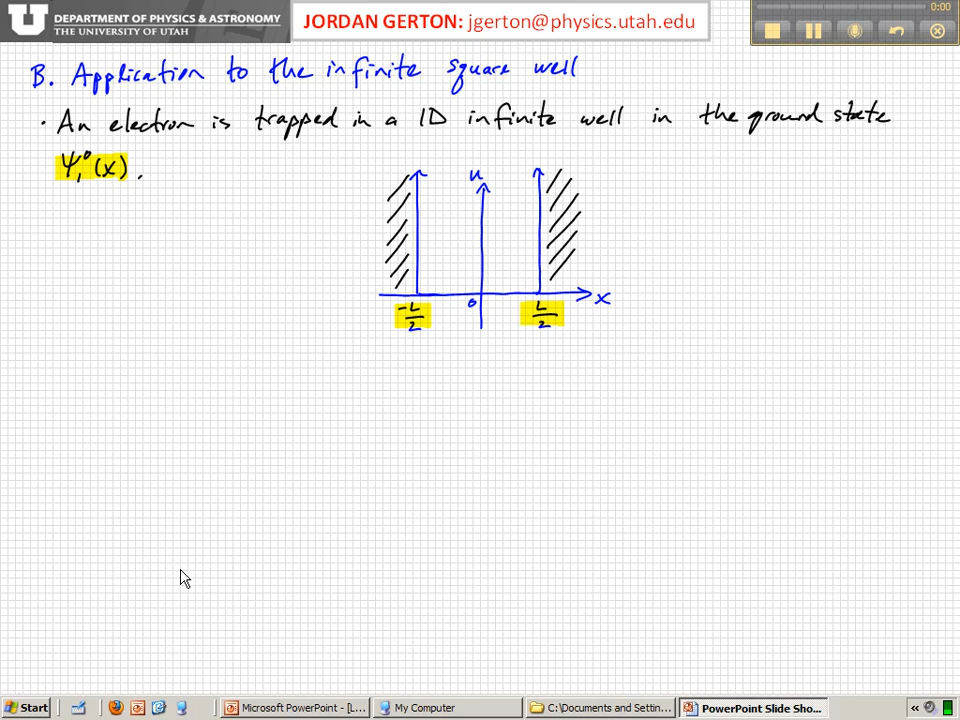 DEPARTMENT OF PHYSICS & ASTRONOMY
THE UNIVERSITY OF UTAH
JORDAN GERTON: jgerton@physics.utah.edu
0:00
B. Application to the infinite square well
· An electron is trapped in a 1D infinite well in the ground state
ψ₁⁰(x).
u
0
x
-L/2
L/2
Start
Microsoft PowerPoint - [L...
My Computer
C:\Documents and Settin...
PowerPoint Slide Sho...
«